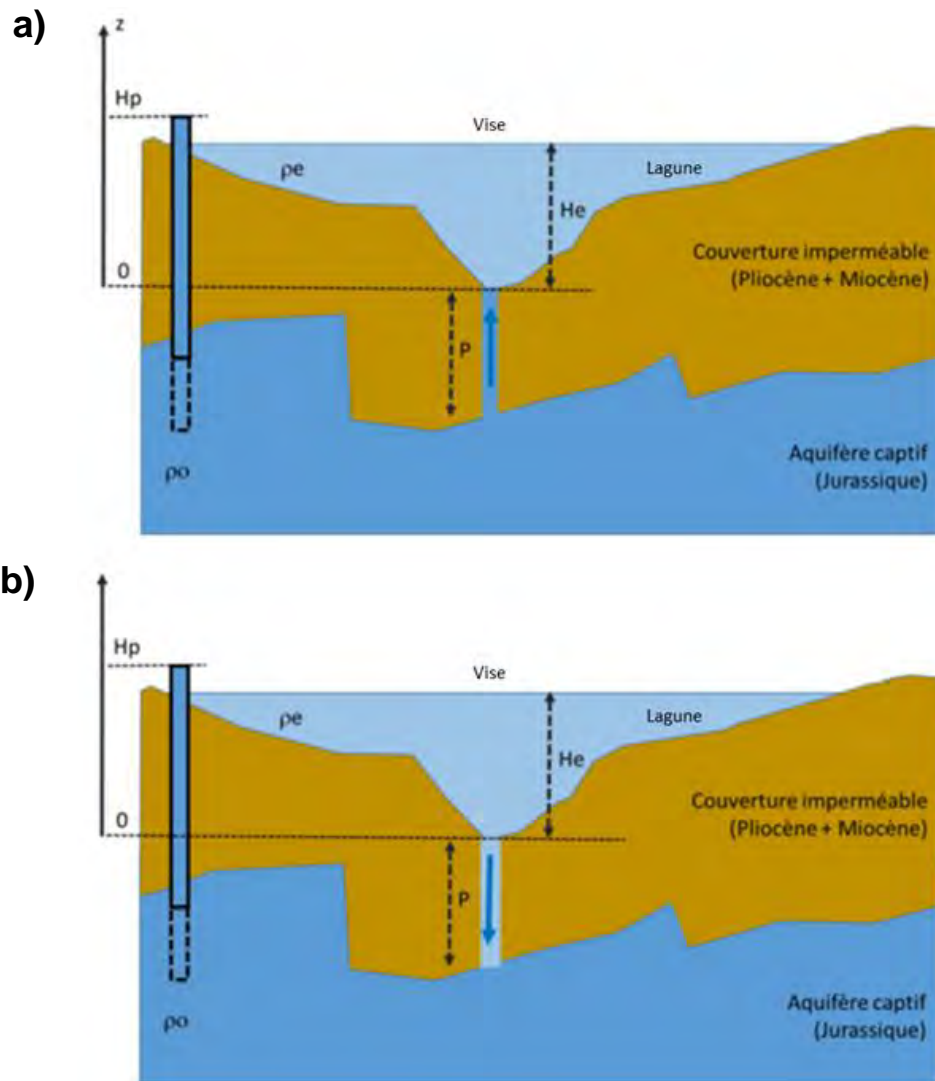 a)
z
Hp
Vise
ρe
Lagune
He
Couverture imperméable
(Pliocène + Miocène)
0
P
Aquifère captif
(Jurassique)
ρo
b)
Hp
Vise
ρe
Lagune
He
Couverture imperméable
(Pliocène + Miocène)
0
P
Aquifère captif
(Jurassique)
ρo